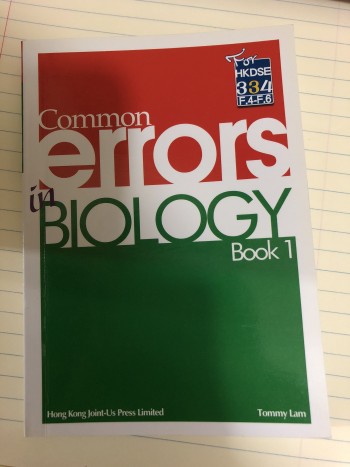 For
HKDSE
334
F.4-F.6
Common
errors
in
BIOLOGY
Book 1
Hong Kong Joint-Us Press Limited
Tommy Lam